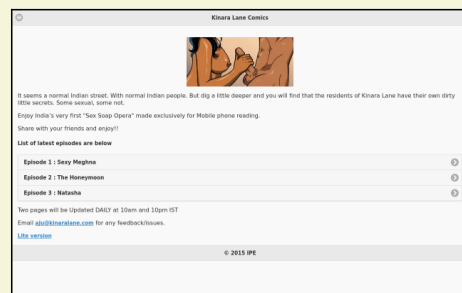 Kinara Lane Comics
It seems a normal Indian street. With normal Indian people. But dig a little deeper and you will find that the residents of Kinara Lane have their own dirty
little secrets. Some sexual, some not.
Enjoy India's very first "Sex Soap Opera" made exclusively for Mobile phone reading.
Share with your friends and enjoy!!
List of latest episodes are below
Episode 1 : Sexy Meghna
Episode 2 : The Honeymoon
Episode 3 : Natasha
Two pages will be Updated DAILY at 10am and 10pm IST
Email aju@kinaralane.com for any feedback/issues.
Lite version
© 2015 IPE